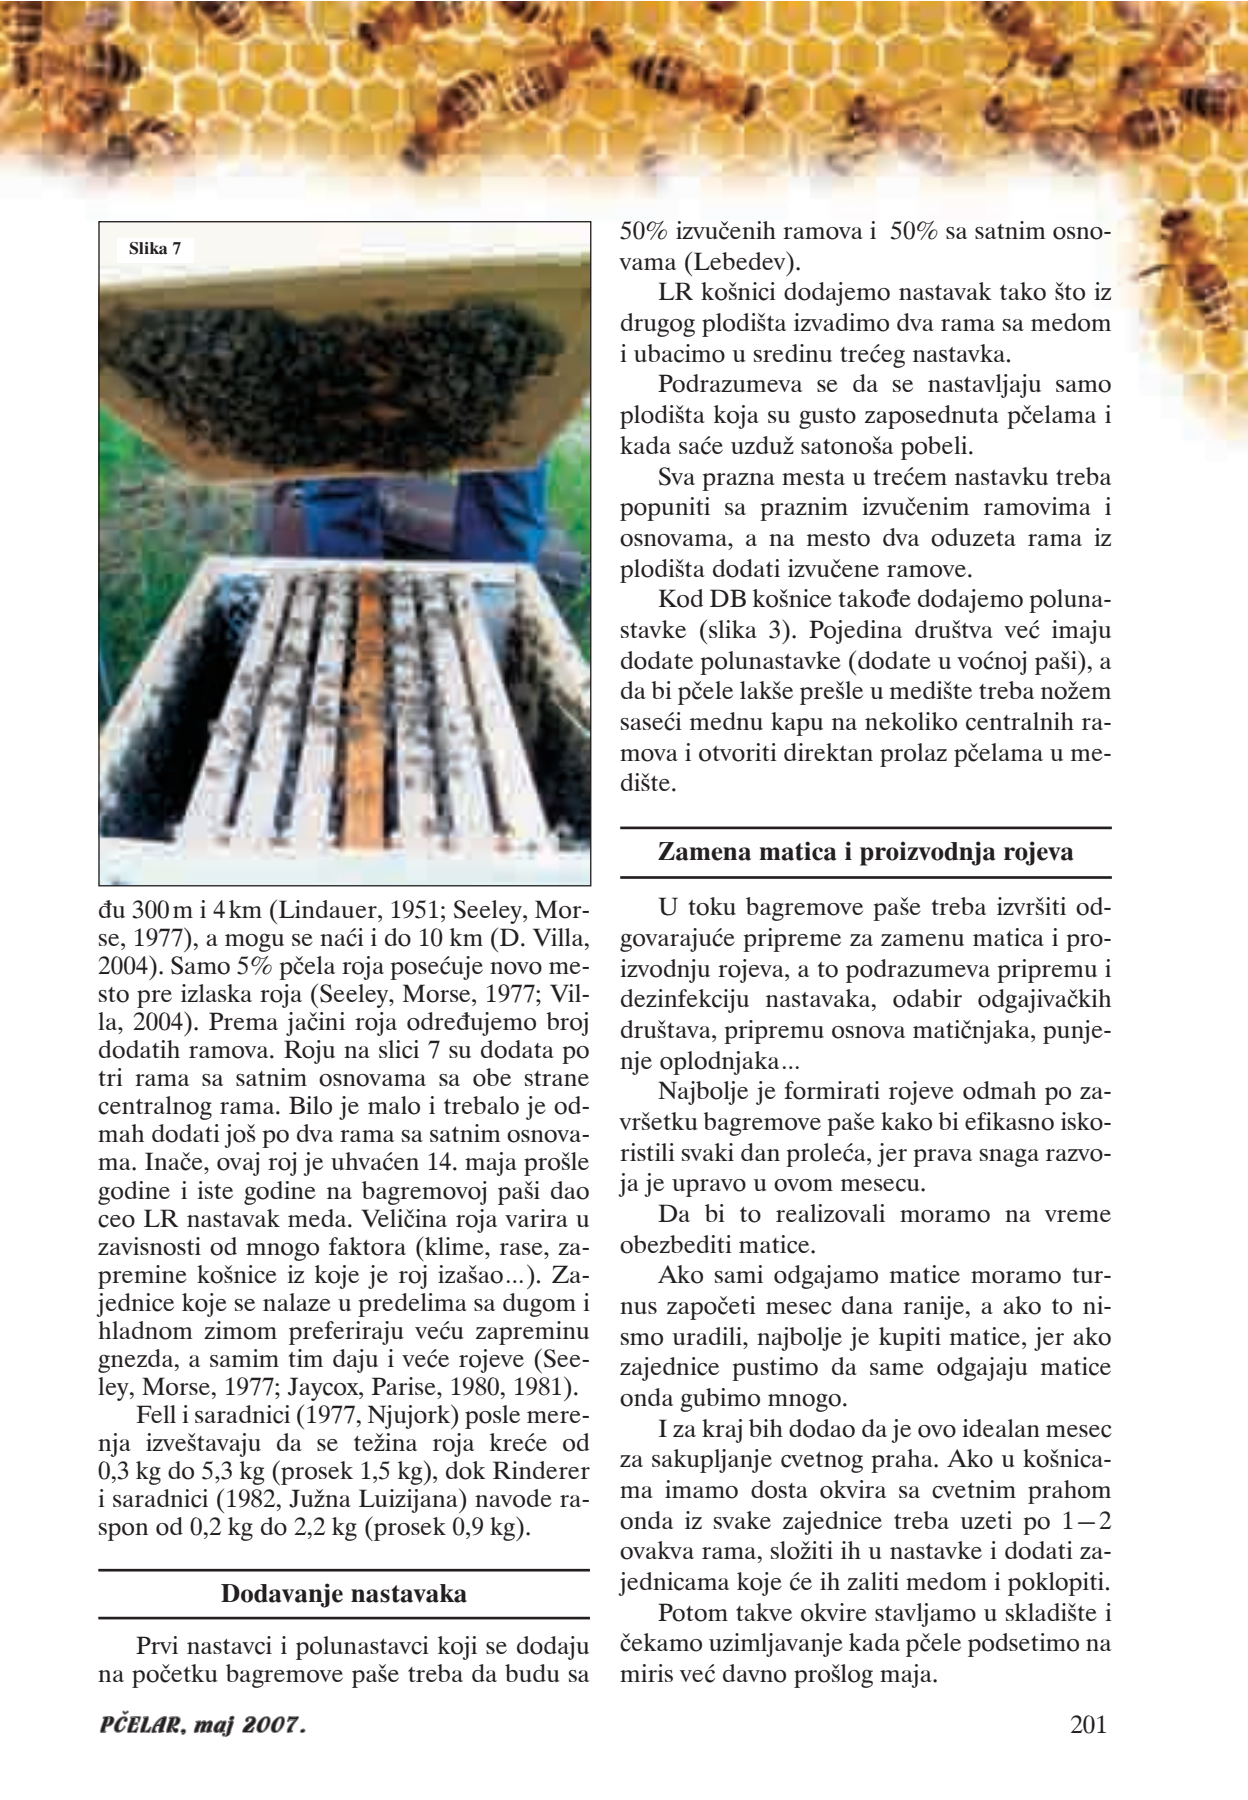 Slika 7
đu 300 m i 4 km (Lindauer, 1951; Seeley, Mor-
se, 1977), a mogu se naći i do 10 km (D. Villa,
2004). Samo 5% pčela roja posećuje novo me-
sto pre izlaska roja (Seeley, Morse, 1977; Vil-
la, 2004). Prema jačini roja određujemo broj
dodatih ramova. Roju na slici 7 su dodata po
tri rama sa satnim osnovama sa obe strane
centralnog rama. Bilo je malo i trebalo je od-
mah dodati još po dva rama sa satnim osnova-
ma. Inače, ovaj roj je uhvaćen 14. maja prošle
godine i iste godine na bagremovoj paši dao
ceo LR nastavak meda. Veličina roja varira u
zavisnosti od mnogo faktora (klime, rase, za-
premine košnice iz koje je roj izašao...). Za-
jednice koje se nalaze u predelima sa dugom i
hladnom zimom preferiraju veću zapreminu
gnezda, a samim tim daju i veće rojeve (See-
ley, Morse, 1977; Jaycox, Parise, 1980, 1981).
Fell i saradnici (1977, Njujork) posle mere-
nja izveštavaju da se težina roja kreće od
0,3 kg do 5,3 kg (prosek 1,5 kg), dok Rinderer
i saradnici (1982, Južna Luizijana) navode ra-
spon od 0,2 kg do 2,2 kg (prosek 0,9 kg).
Dodavanje nastavaka
Prvi nastavci i polunastavci koji se dodaju
na početku bagremove paše treba da budu sa
50% izvučenih ramova i 50% sa satnim osno-
vama (Lebedev).
LR košnici dodajemo nastavak tako što iz
drugog plodišta izvadimo dva rama sa medom
i ubacimo u sredinu trećeg nastavka.
Podrazumeva se da se nastavljaju samo
plodišta koja su gusto zaposednuta pčelama i
kada saće uzduž satonoša pobeli.
Sva prazna mesta u trećem nastavku treba
popuniti sa praznim izvučenim ramovima i
osnovama, a na mesto dva oduzeta rama iz
plodišta dodati izvučene ramove.
Kod DB košnice takođe dodajemo poluna-
stavke (slika 3). Pojedina društva već imaju
dodate polunastavke (dodate u voćnoj paši), a
da bi pčele lakše prešle u medište treba nožem
saseći mednu kapu na nekoliko centralnih ra-
mova i otvoriti direktan prolaz pčelama u me-
dište.
Zamena matica i proizvodnja rojeva
U toku bagremove paše treba izvršiti od-
govarajuće pripreme za zamenu matica i pro-
izvodnju rojeva, a to podrazumeva pripremu i
dezinfekciju nastavaka, odabir odgajivačkih
društava, pripremu osnova matičnjaka, punje-
nje oplodnjaka...
Najbolje je formirati rojeve odmah po za-
vršetku bagremove paše kako bi efikasno isko-
ristili svaki dan proleća, jer prava snaga razvo-
ja je upravo u ovom mesecu.
Da bi to realizovali moramo na vreme
obezbediti matice.
Ako sami odgajamo matice moramo tur-
nus započeti mesec dana ranije, a ako to ni-
smo uradili, najbolje je kupiti matice, jer ako
zajednice pustimo da same odgajaju matice
onda gubimo mnogo.
I za kraj bih dodao da je ovo idealan mesec
za sakupljanje cvetnog praha. Ako u košnica-
ma imamo dosta okvira sa cvetnim prahom
onda iz svake zajednice treba uzeti po 1—2
ovakva rama, složiti ih u nastavke i dodati za-
jednicama koje će ih zaliti medom i poklopiti.
Potom takve okvire stavljamo u skladište i
čekamo uzimljavanje kada pčele podsetimo na
miris već davno prošlog maja.
PČELAR, maj 2007.
201